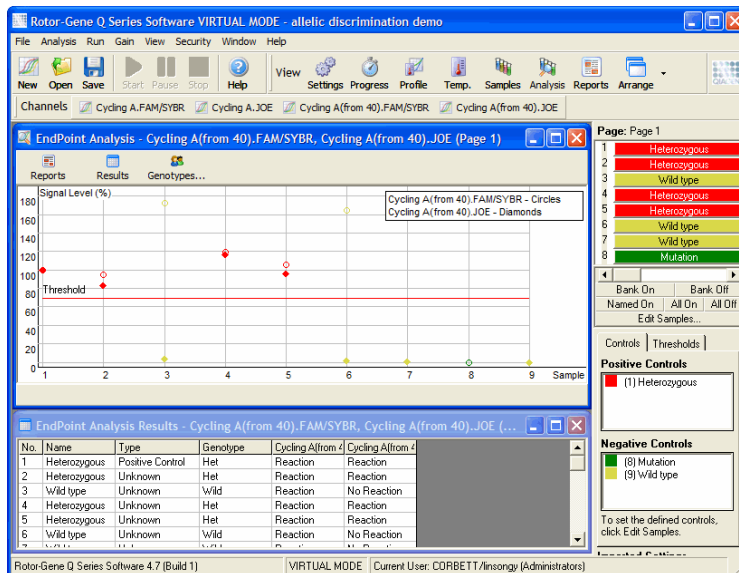 Rotor-Gene Q Series Software VIRTUAL MODE - allelic discrimination demo
File Analysis Run Gain View Security Window Help
New Open Save Start Pause Stop Help View Settings Progress Profile Temp. Samples Analysis Reports Arrange
Channels Cycling A.FAM/SYBR Cycling A.JOE Cycling A(from 40).FAM/SYBR Cycling A(from 40).JOE
EndPoint Analysis - Cycling A(from 40).FAM/SYBR, Cycling A(from 40).JOE (Page 1)
Reports Results Genotypes...
Signal Level (%)
Cycling A(from 40).FAM/SYBR - Circles
Cycling A(from 40).JOE - Diamonds
180
160
140
120
100
80
Threshold
60
40
20
0
1 2 3 4 5 6 7 8 9 Sample
Page: Page 1
1 Heterozygous
2 Heterozygous
3 Wild type
4 Heterozygous
5 Heterozygous
6 Wild type
7 Wild type
8 Mutation
Bank On Bank Off
Named On All On All Off
Edit Samples...
Controls Thresholds
Positive Controls
(1) Heterozygous
Negative Controls
(8) Mutation
(9) Wild type
To set the defined controls,
click Edit Samples.
EndPoint Analysis Results - Cycling A(from 40).FAM/SYBR, Cycling A(from 40).JOE (...
No. Name Type Genotype Cycling A(from 4 Cycling A(from 4
1 Heterozygous Positive Control Het Reaction Reaction
2 Heterozygous Unknown Het Reaction Reaction
3 Wild type Unknown Wild Reaction No Reaction
4 Heterozygous Unknown Het Reaction Reaction
5 Heterozygous Unknown Het Reaction Reaction
6 Wild type Unknown Wild Reaction No Reaction
Rotor-Gene Q Series Software 4.7 (Build 1) VIRTUAL MODE Current User: CORBETT/linsongy (Administrators)